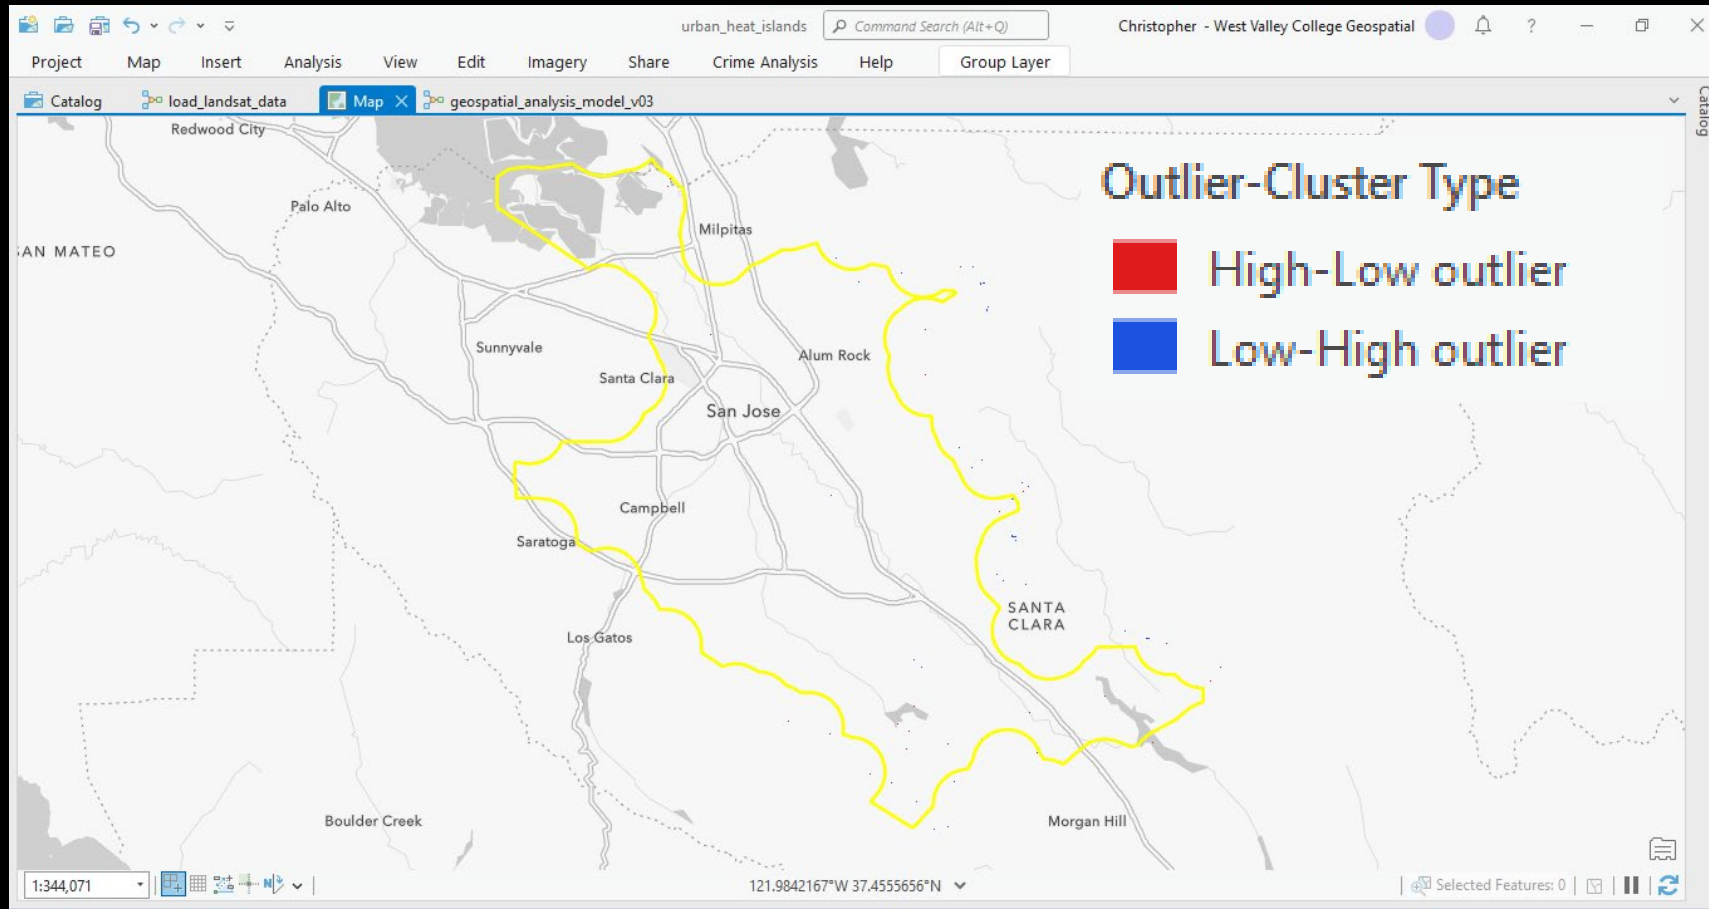 urban_heat_islands
Command Search (Alt+Q)
Christopher - West Valley College Geospatial
?
Project Map Insert Analysis View Edit Imagery Share Crime Analysis Help Group Layer
Catalog load_landsat_data Map geospatial_analysis_model_v03
Catalog
Redwood City
Palo Alto
Milpitas
AN MATEO
Sunnyvale
Alum Rock
Santa Clara
San Jose
Campbell
Saratoga
SANTA
CLARA
Los Gatos
Boulder Creek
Morgan Hill
Outlier-Cluster Type
High-Low outlier
Low-High outlier
1:344,071
N
121.9842167°W 37.4555656°N
Selected Features: 0